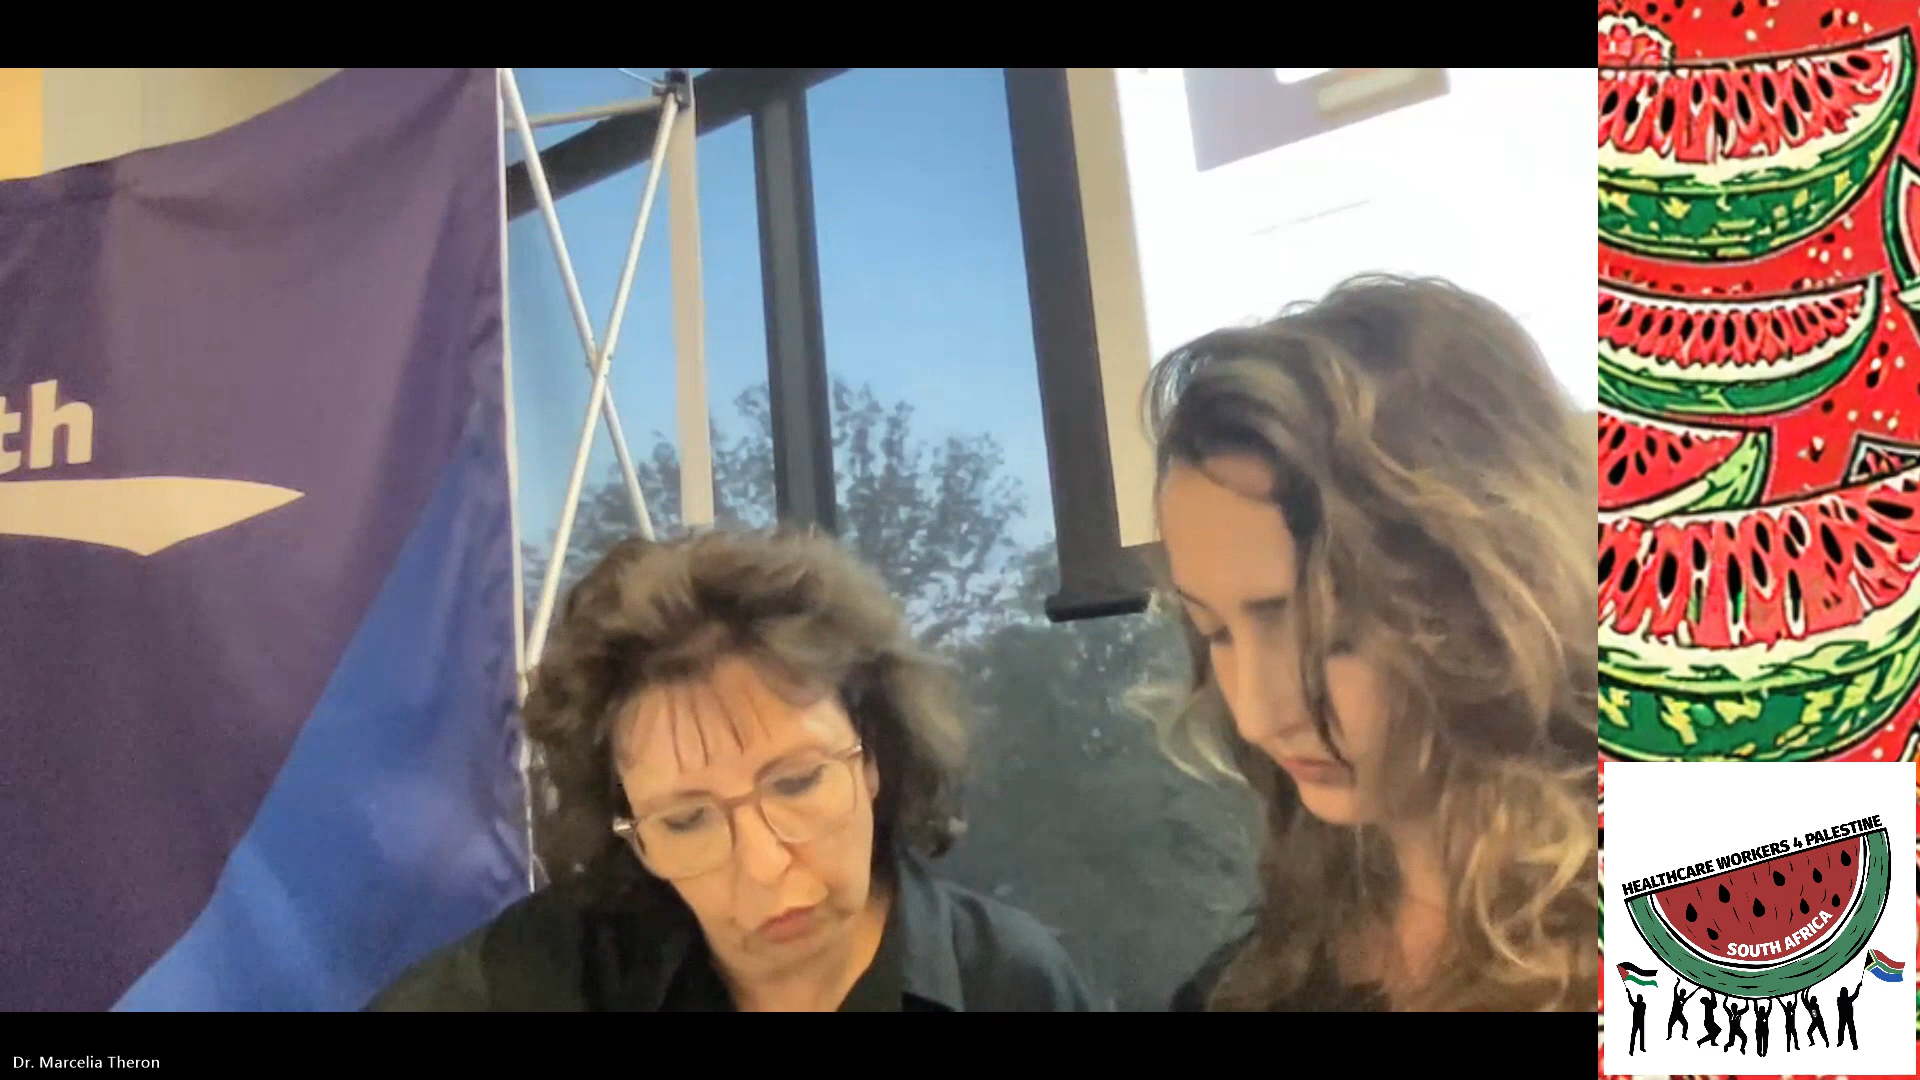 th
Dr. Marcelia Theron
HEALTHCARE WORKERS 4 PALESTINE
SOUTH AFRICA